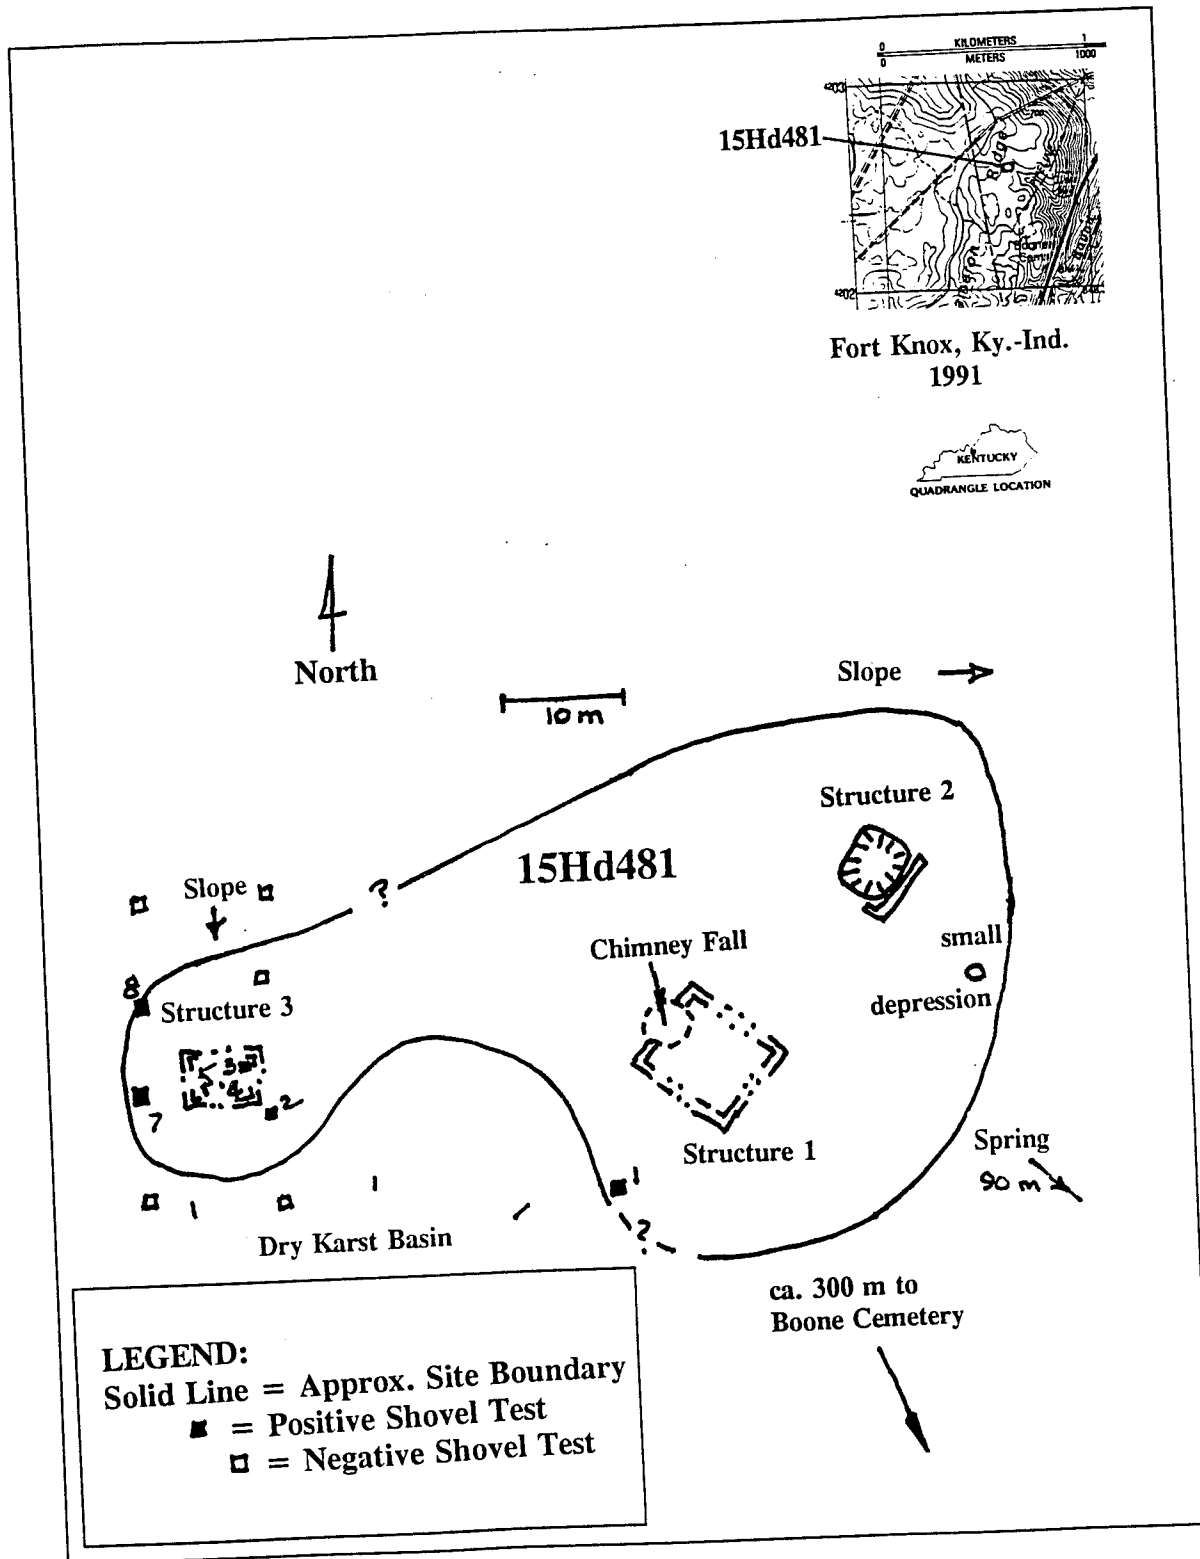 0 KILOMETERS 1
0 METERS 1000
4203
15Hd481
Ridge
4202
Fort Knox, Ky.-Ind.
1991
KENTUCKY
QUADRANGLE LOCATION
North
Slope
10 m
Structure 2
15Hd481
Slope
?
small
depression
Chimney Fall
8
Structure 3
3
4
2
7
Structure 1
1
Spring
90 m
?
Dry Karst Basin
ca. 300 m to
Boone Cemetery
LEGEND:
Solid Line = Approx. Site Boundary
= Positive Shovel Test
= Negative Shovel Test